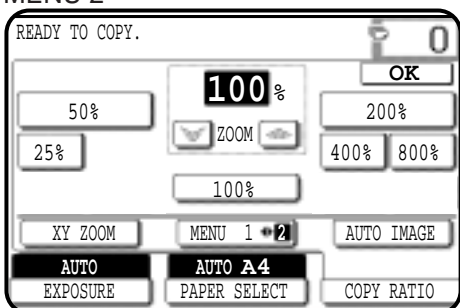 MENU 2
READY TO COPY.
0
OK
100%
50%
200%
ZOOM
25%
400% 800%
100%
XY ZOOM
MENU 1 2
AUTO IMAGE
AUTO
AUTO A4
EXPOSURE
PAPER SELECT
COPY RATIO